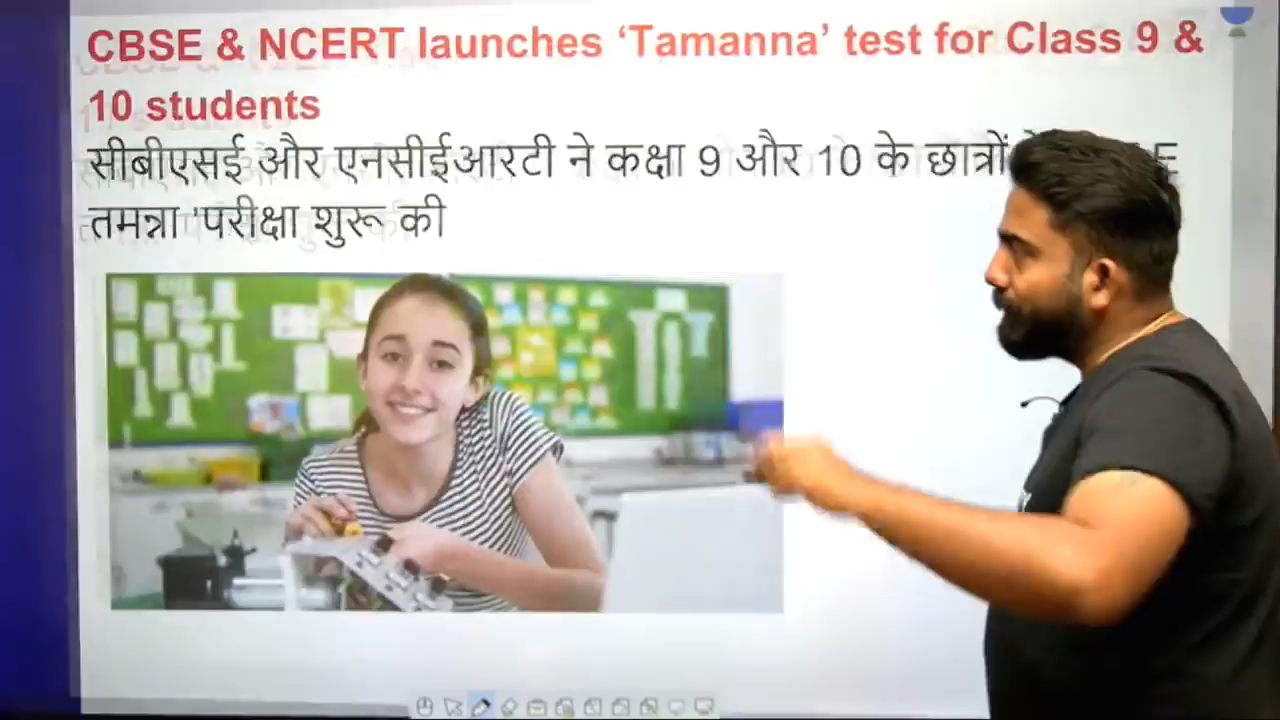 CBSE & NCERT launches ‘Tamanna’ test for Class 9 &
10 students
सीबीएसई और एनसीईआरटी ने कक्षा 9 और 10 के छात्रों
तमन्ना 'परीक्षा शुरू की